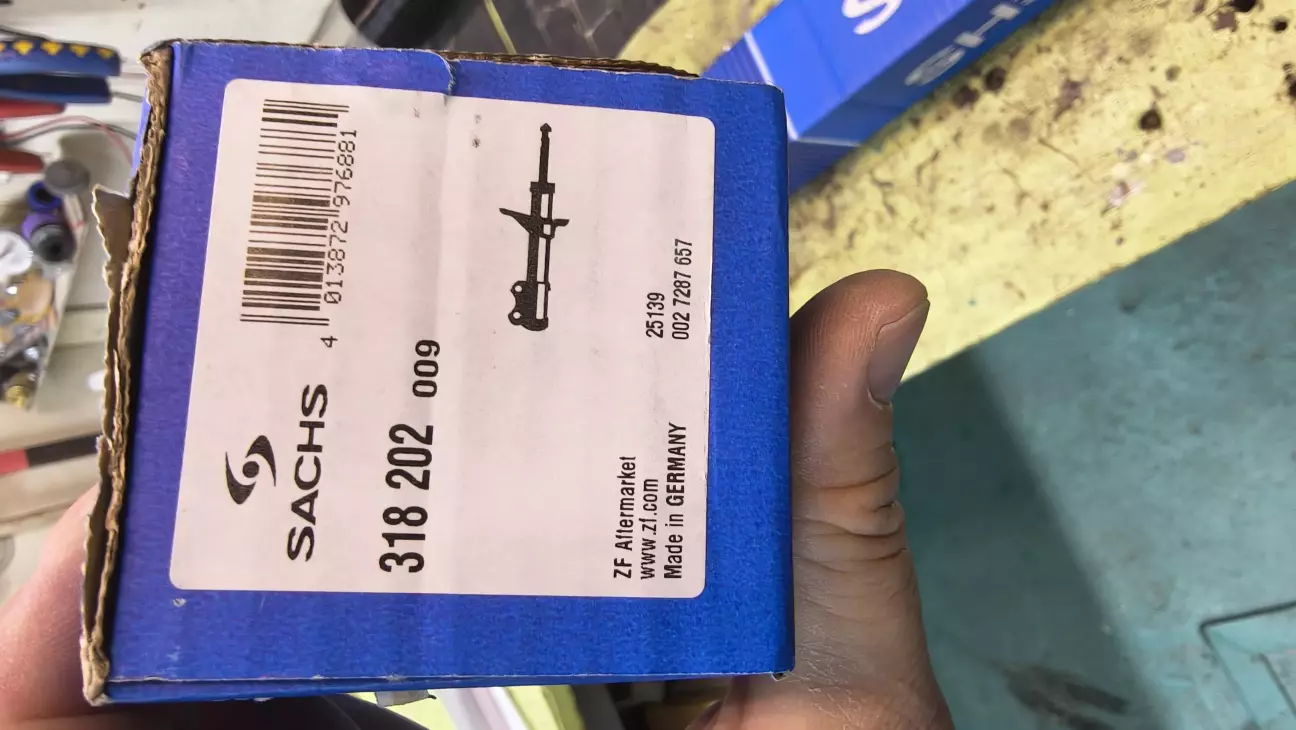 4 013872 976881
SACHS
318 202 009
ZF Aftermarket
www.zf.com
Made in GERMANY
25139
002 7287 657
SACHS